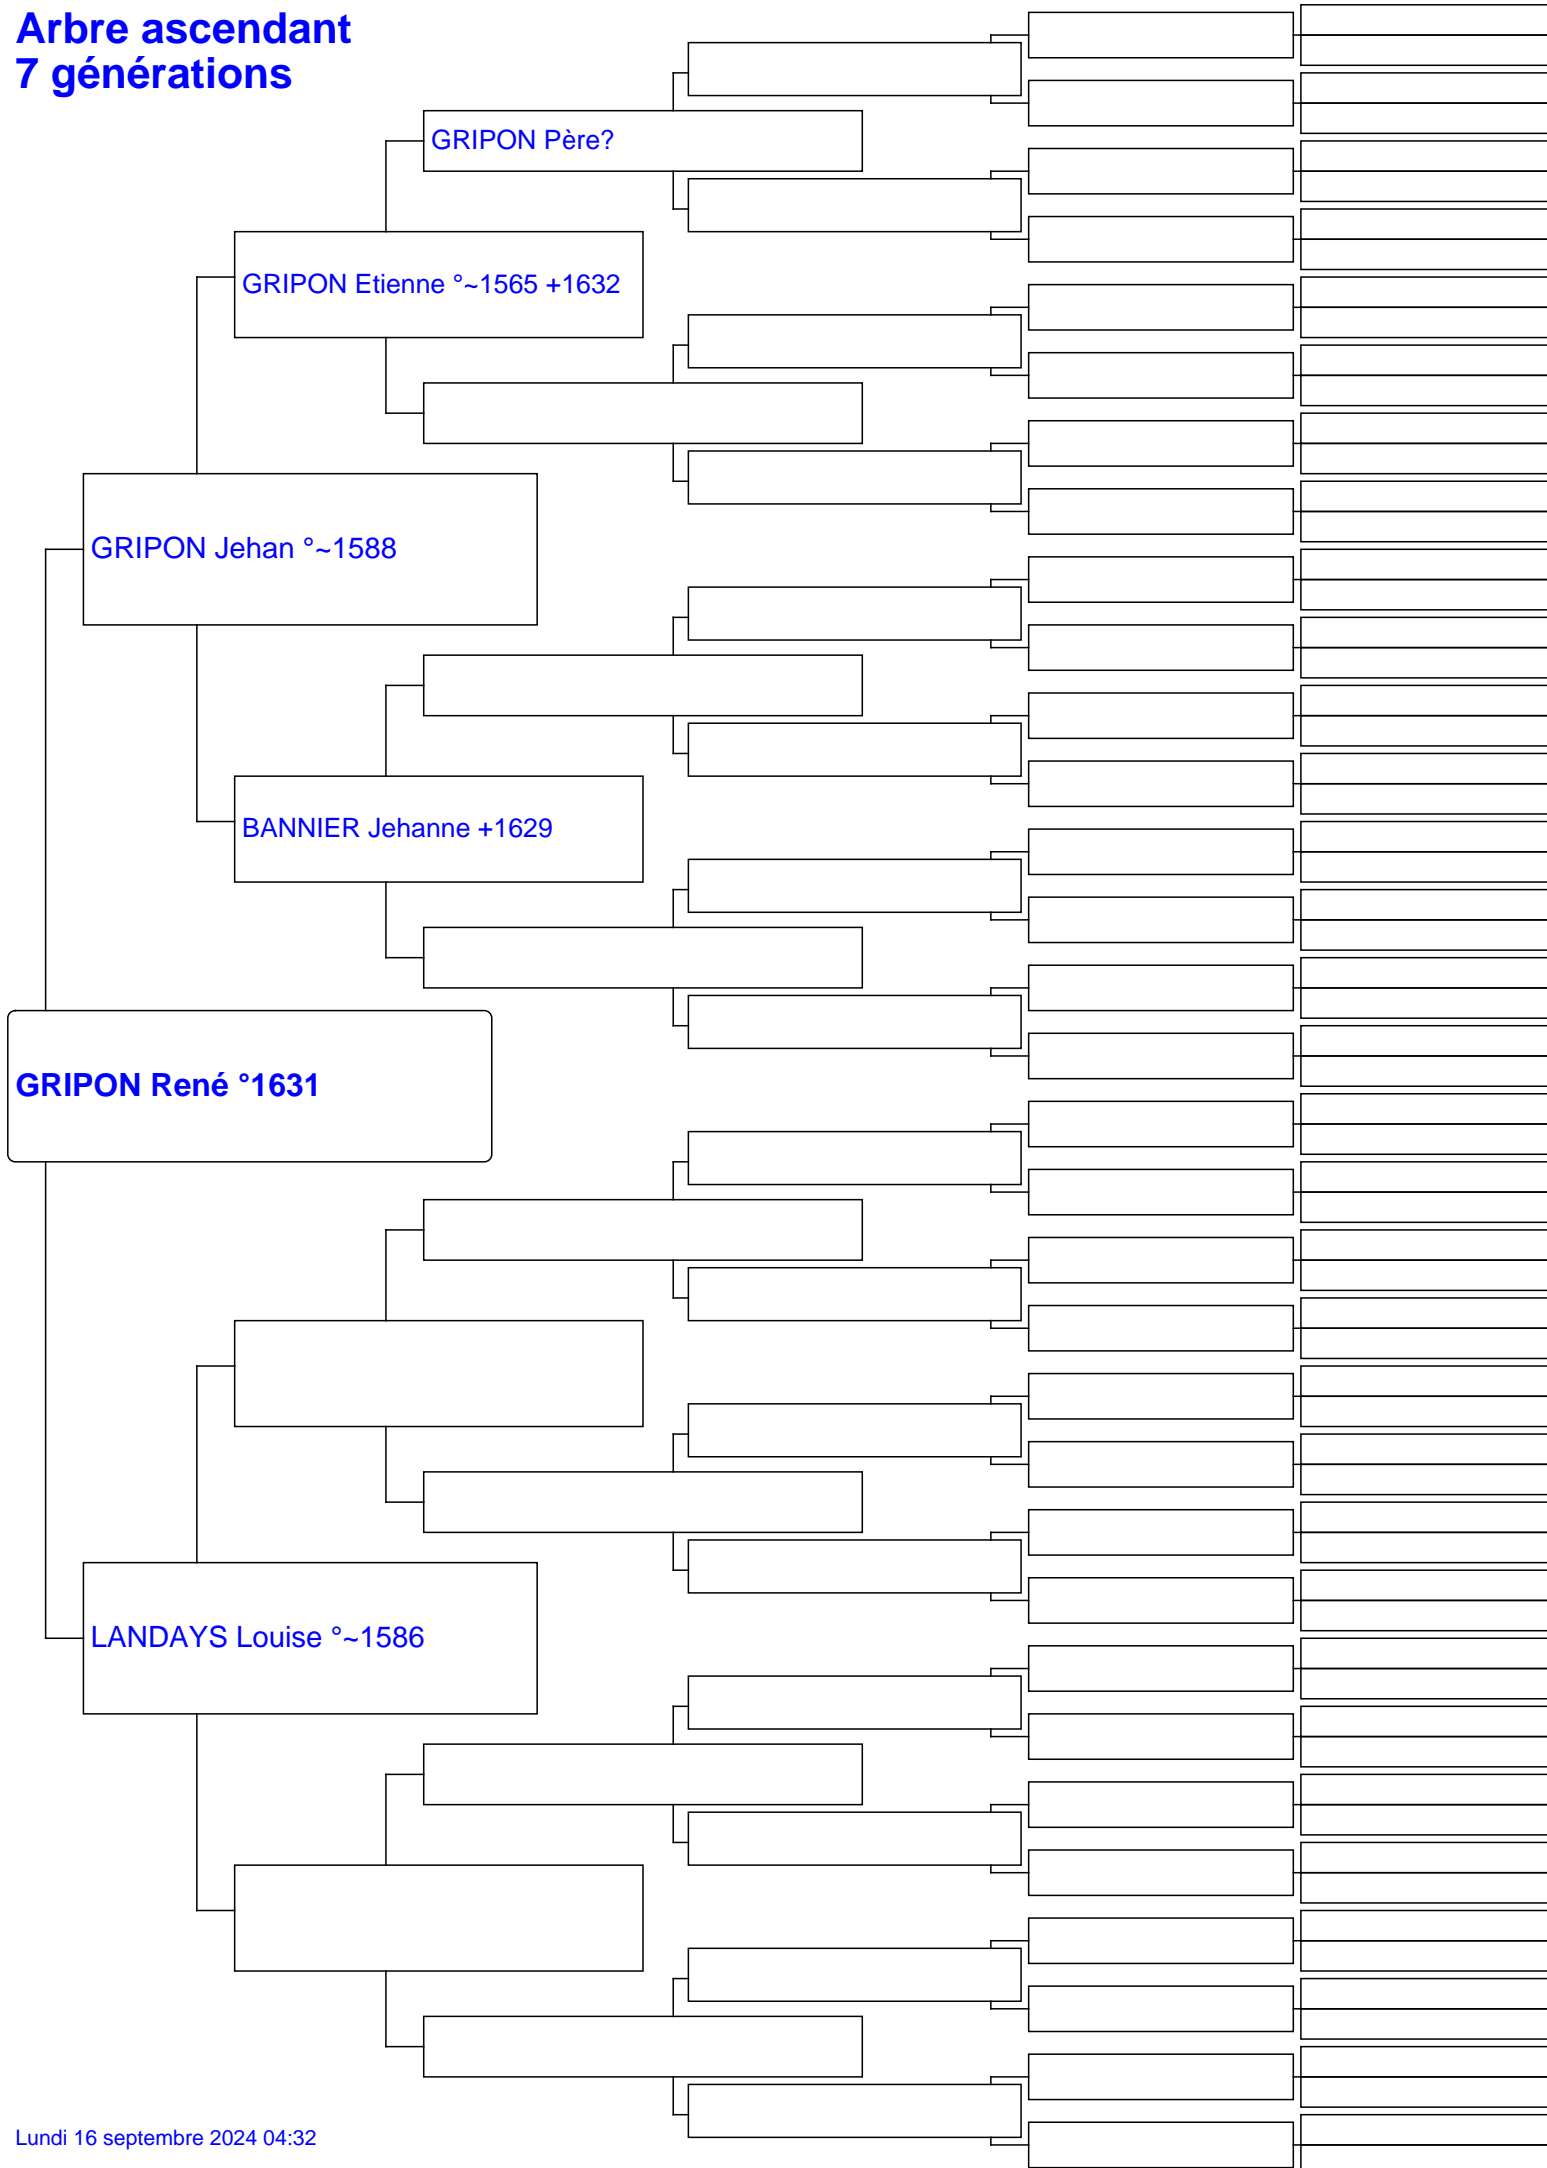 Arbre ascendant
7 générations
GRIPON Père?
GRIPON Etienne °~1565 +1632
GRIPON Jehan °~1588
BANNIER Jehanne +1629
GRIPON René °1631
LANDAYS Louise °~1586
Lundi 16 septembre 2024 04:32